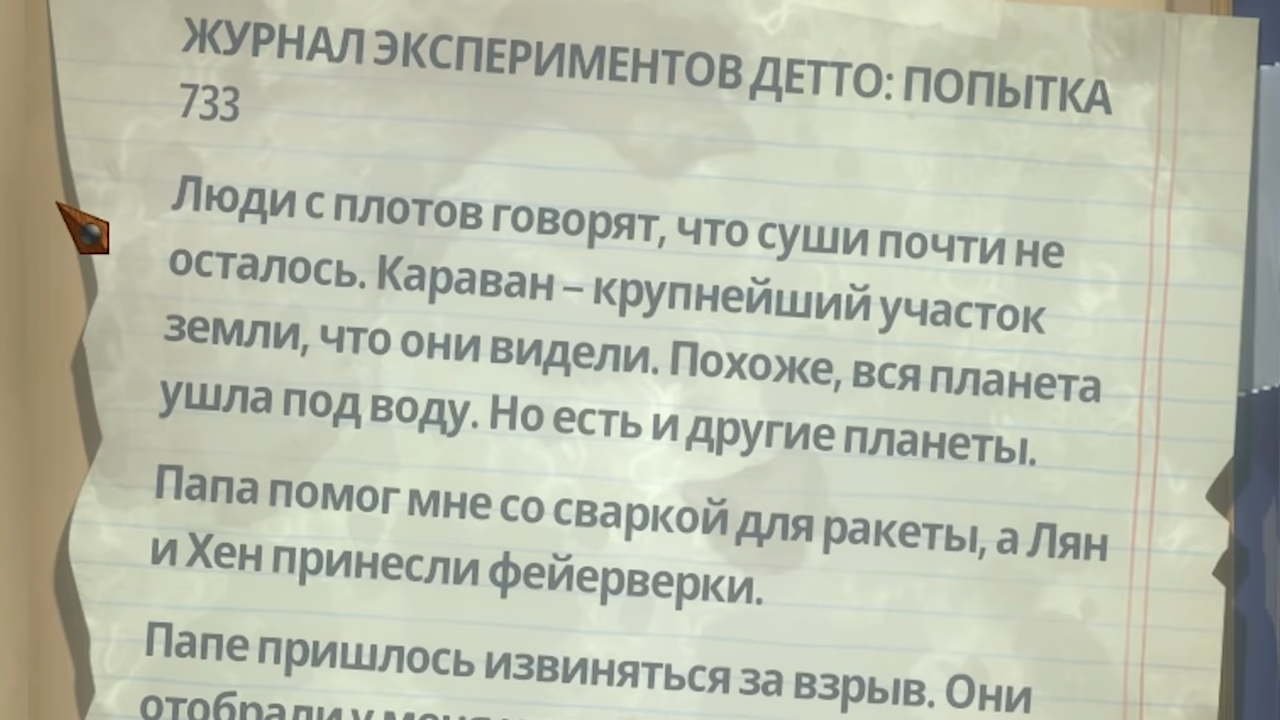 ЖУРНАЛ ЭКСПЕРИМЕНТОВ ДЕТТО: ПОПЫТКА
733
Люди с плотов говорят, что суши почти не
осталось. Караван – крупнейший участок
земли, что они видели. Похоже, вся планета
ушла под воду. Но есть и другие планеты.
Папа помог мне со сваркой для ракеты, а Лян
и Хен принесли фейерверки.
Папе пришлось извиняться за взрыв. Они
отобрали у меня